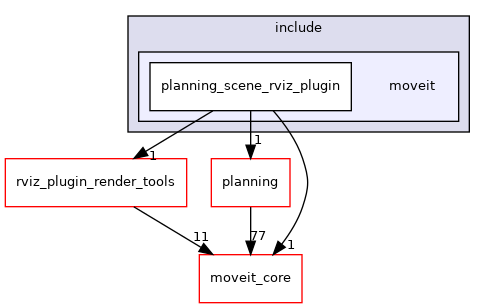 include
planning_scene_rviz_plugin
moveit
1
1
rviz_plugin_render_tools
planning
11
77
1
moveit_core